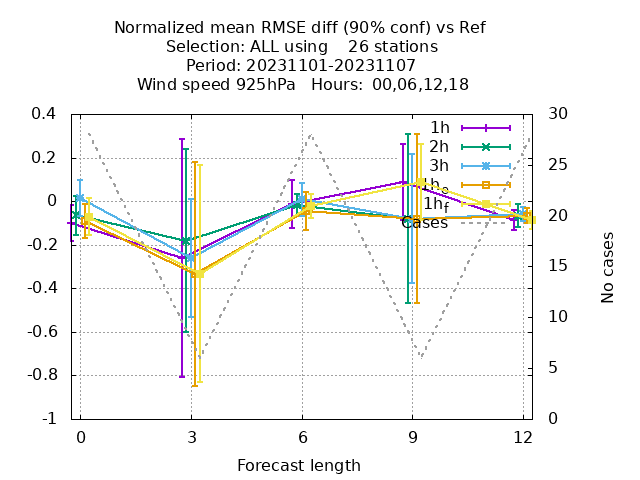 Normalized mean RMSE diff (90% conf) vs Ref
Selection: ALL using    26 stations
Period: 20231101-20231107
Wind speed 925hPa   Hours: 00,06,12,18
0.4
0.2
0
-0.2
-0.4
-0.6
-0.8
-1
30
25
20
15
10
5
0
1h
2h
3h
1h_o
1h_f
Cases
No cases
0
3
6
9
12
Forecast length